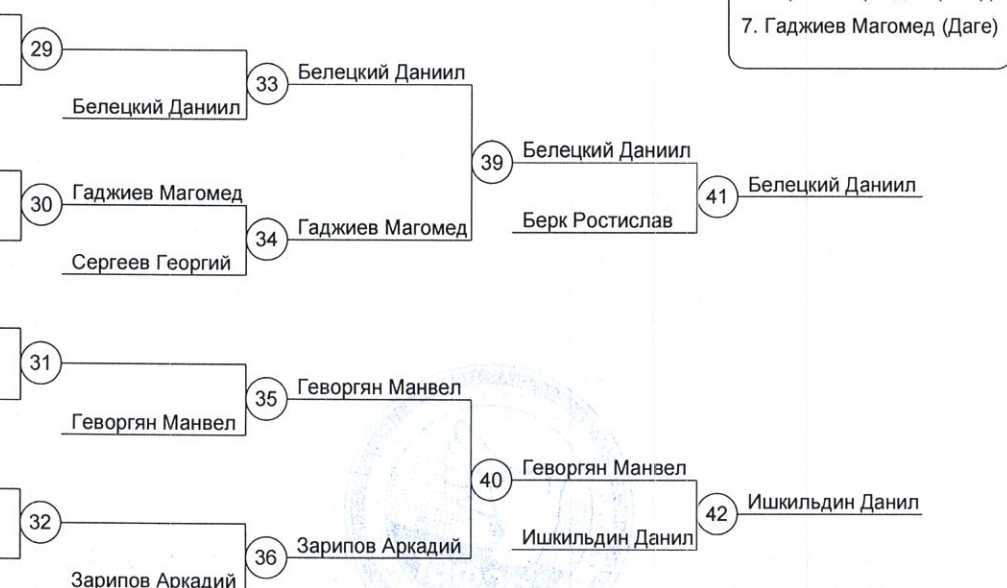 7. Гаджиев Магомед (Даге)
29
Белецкий Даниил
33
Белецкий Даниил
39
Белецкий Даниил
41
Белецкий Даниил
30
Гаджиев Магомед
34
Гаджиев Магомед
Берк Ростислав
Сергеев Георгий
31
35
Геворгян Манвел
Геворгян Манвел
40
Геворгян Манвел
42
Ишкильдин Данил
32
36
Зарипов Аркадий
Ишкильдин Данил
Зарипов Аркадий